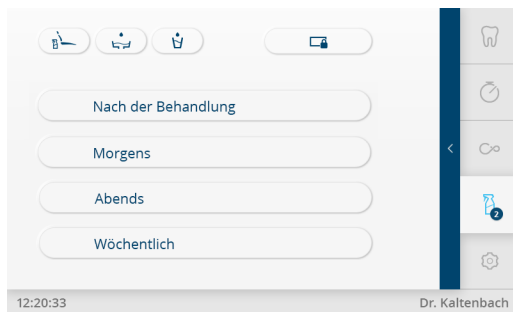 Nach der Behandlung
Morgens
Abends
Wöchentlich
2
12:20:33
Dr. Kaltenbach